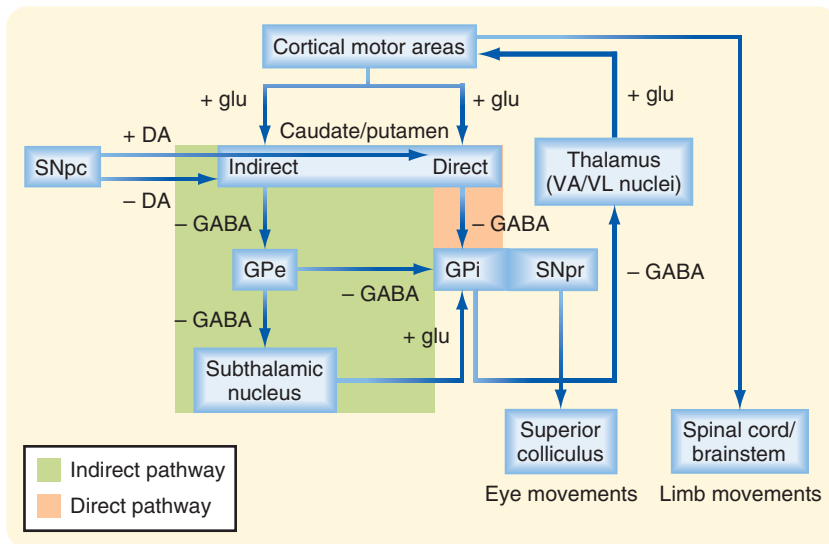 Cortical motor areas
+ glu
+ glu
+ glu
+ DA
Caudate/putamen
SNpc
Indirect
Direct
Thalamus
(VA/VL nuclei)
– DA
– GABA
– GABA
GPe
GPi
SNpr
– GABA
– GABA
– GABA
+ glu
Subthalamic
nucleus
Superior
colliculus
Spinal cord/
brainstem
Eye movements
Limb movements
Indirect pathway
Direct pathway